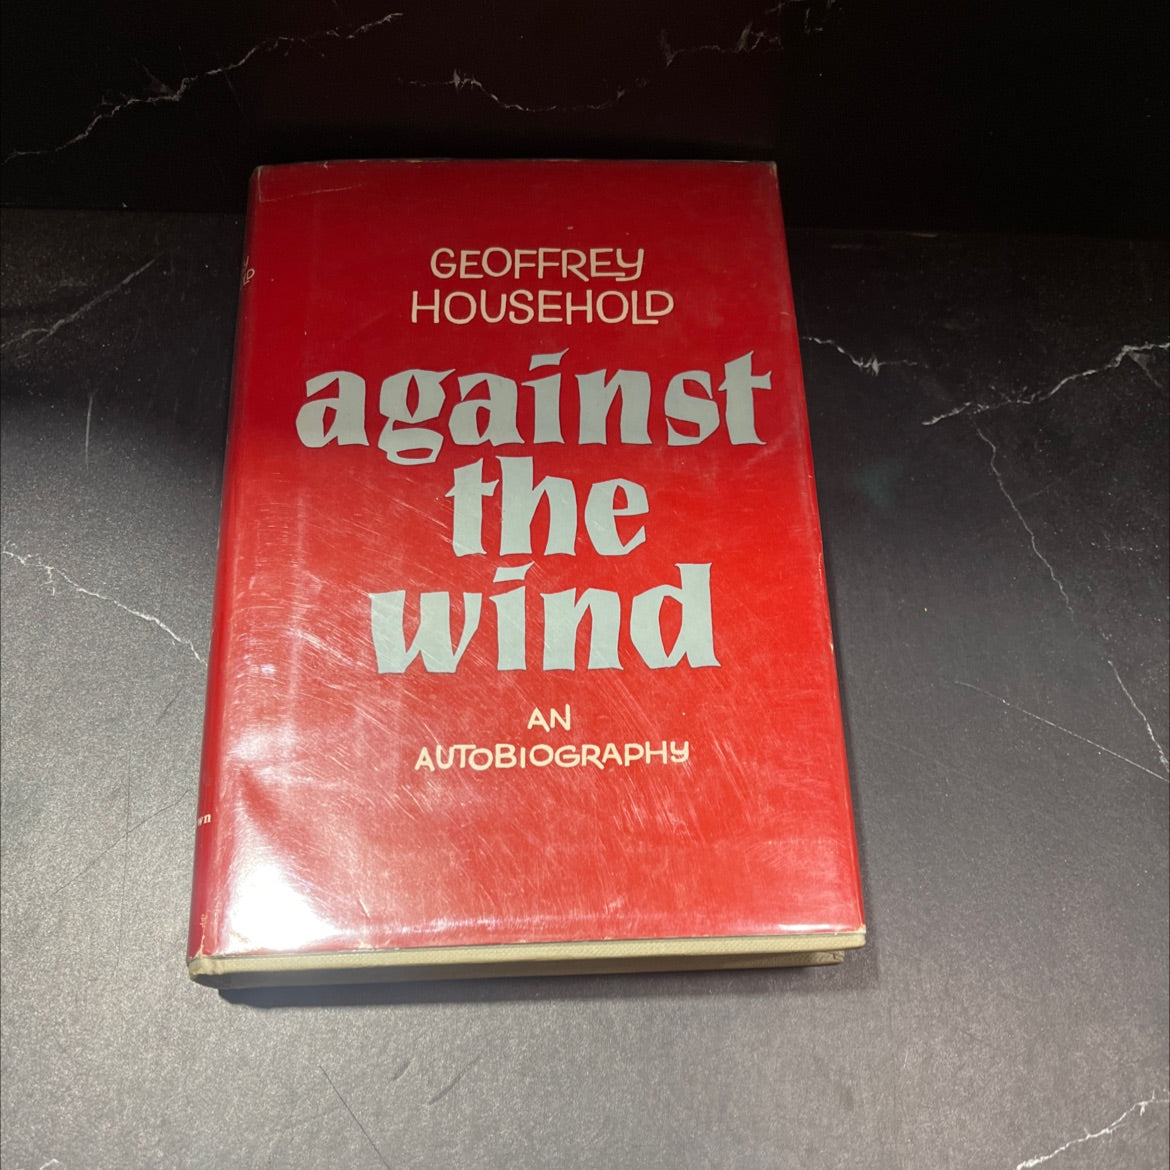 GEOFFREY
HOUSEHOLD
against
the
wind
AN
AUTOBIOGRAPHY